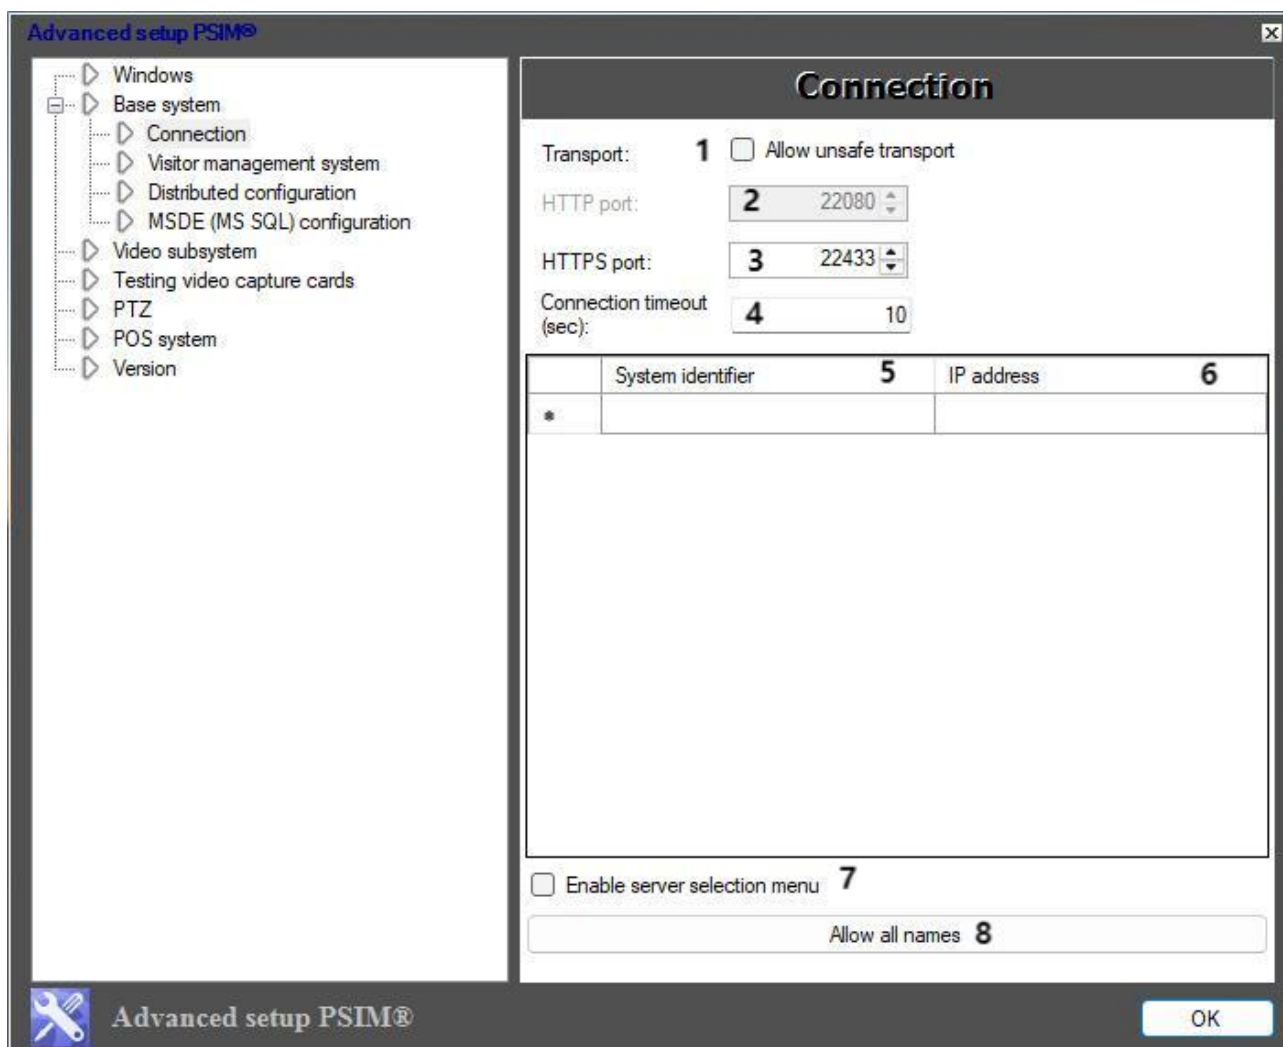 Advanced setup PSIM®
Windows
Base system
Connection
Visitor management system
Distributed configuration
MSDE (MS SQL) configuration
Video subsystem
Testing video capture cards
PTZ
POS system
Version
Connection
Transport: 1 Allow unsafe transport
HTTP port: 2 22080
HTTPS port: 3 22433
Connection timeout
(sec): 4 10
System identifier 5 IP address 6
*
Enable server selection menu 7
Allow all names 8
Advanced setup PSIM®
OK